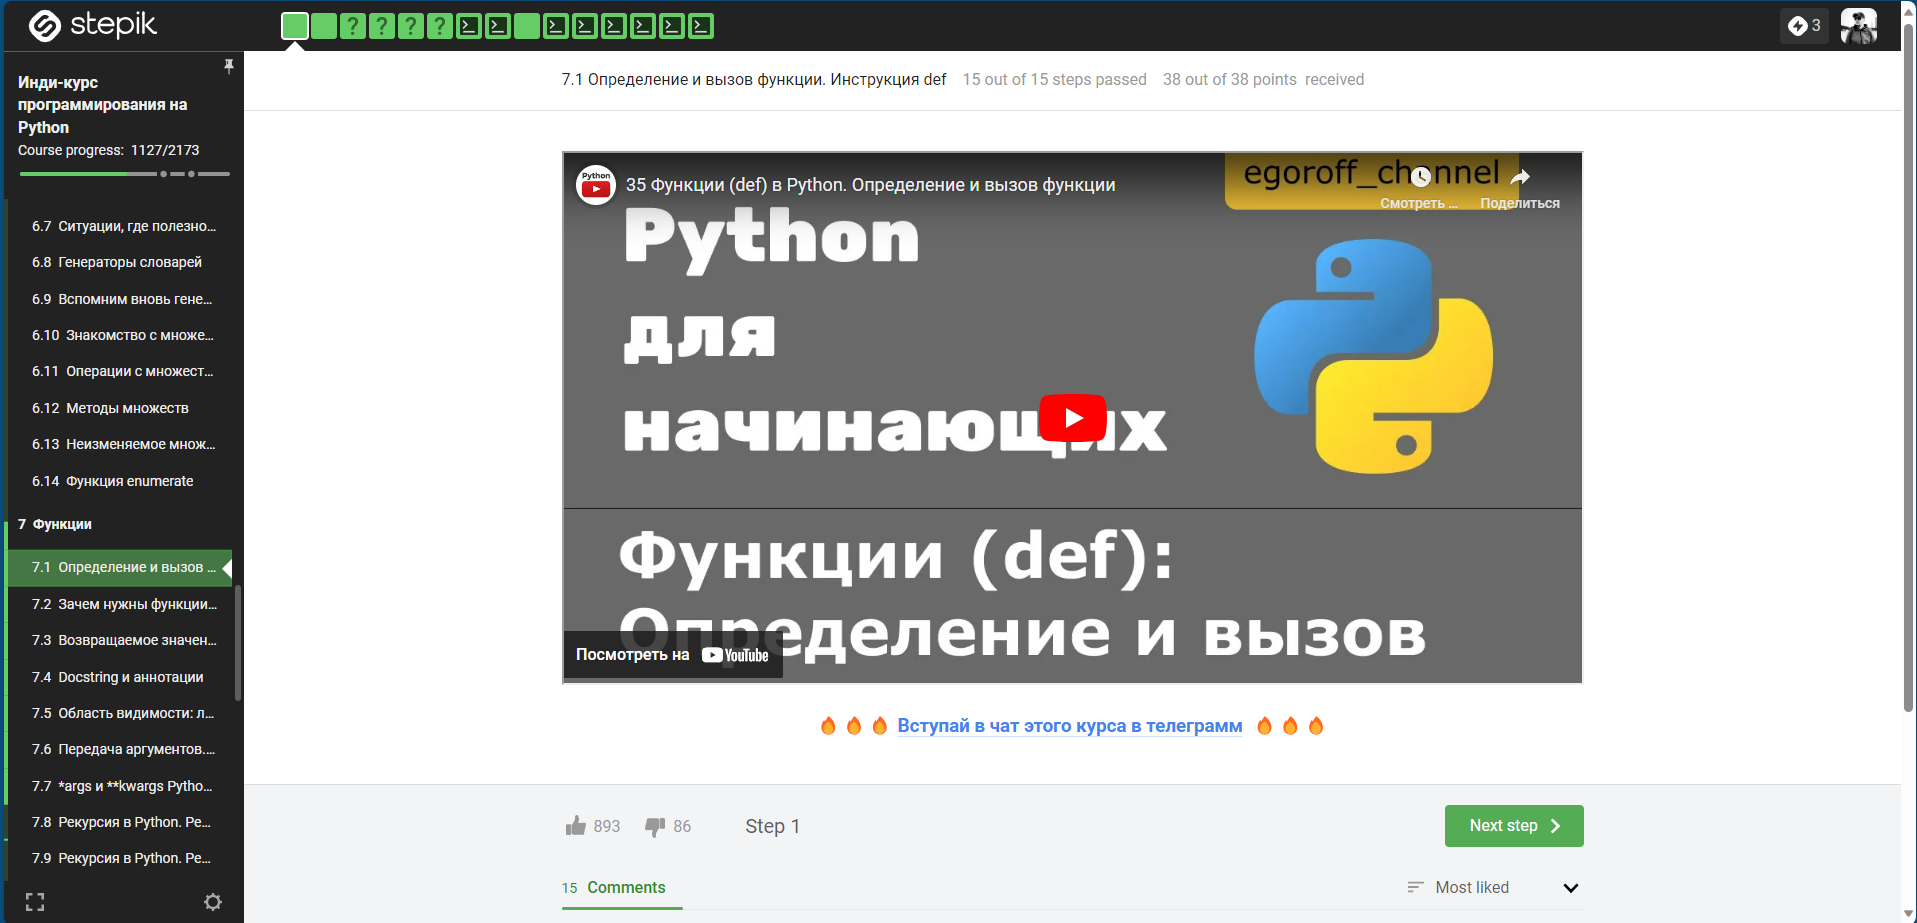 stepik
? ? ? ?
3
Инди-курс
программирования на
Python
Course progress: 1127/2173
6.7 Ситуации, где полезно...
6.8 Генераторы словарей
6.9 Вспомним вновь гене...
6.10 Знакомство с множе...
6.11 Операции с множест...
6.12 Методы множеств
6.13 Неизменяемое множ...
6.14 Функция enumerate
7 Функции
7.1 Определение и вызов ...
7.2 Зачем нужны функции...
7.3 Возвращаемое значен...
7.4 Docstring и аннотации
7.5 Область видимости: л...
7.6 Передача аргументов....
7.7 *args и **kwargs Pytho...
7.8 Рекурсия в Python. Ре...
7.9 Рекурсия в Python. Ре...
7.1 Определение и вызов функции. Инструкция def 15 out of 15 steps passed 38 out of 38 points received
Python
35 Функции (def) в Python. Определение и вызов функции
egoroff_channel
Смотреть ...
Поделиться
Python
для
начинающих
Функции (def):
Определение и вызов
Посмотреть на YouTube
Вступай в чат этого курса в телеграмм
893 86 Step 1
Next step
15 Comments
Most liked